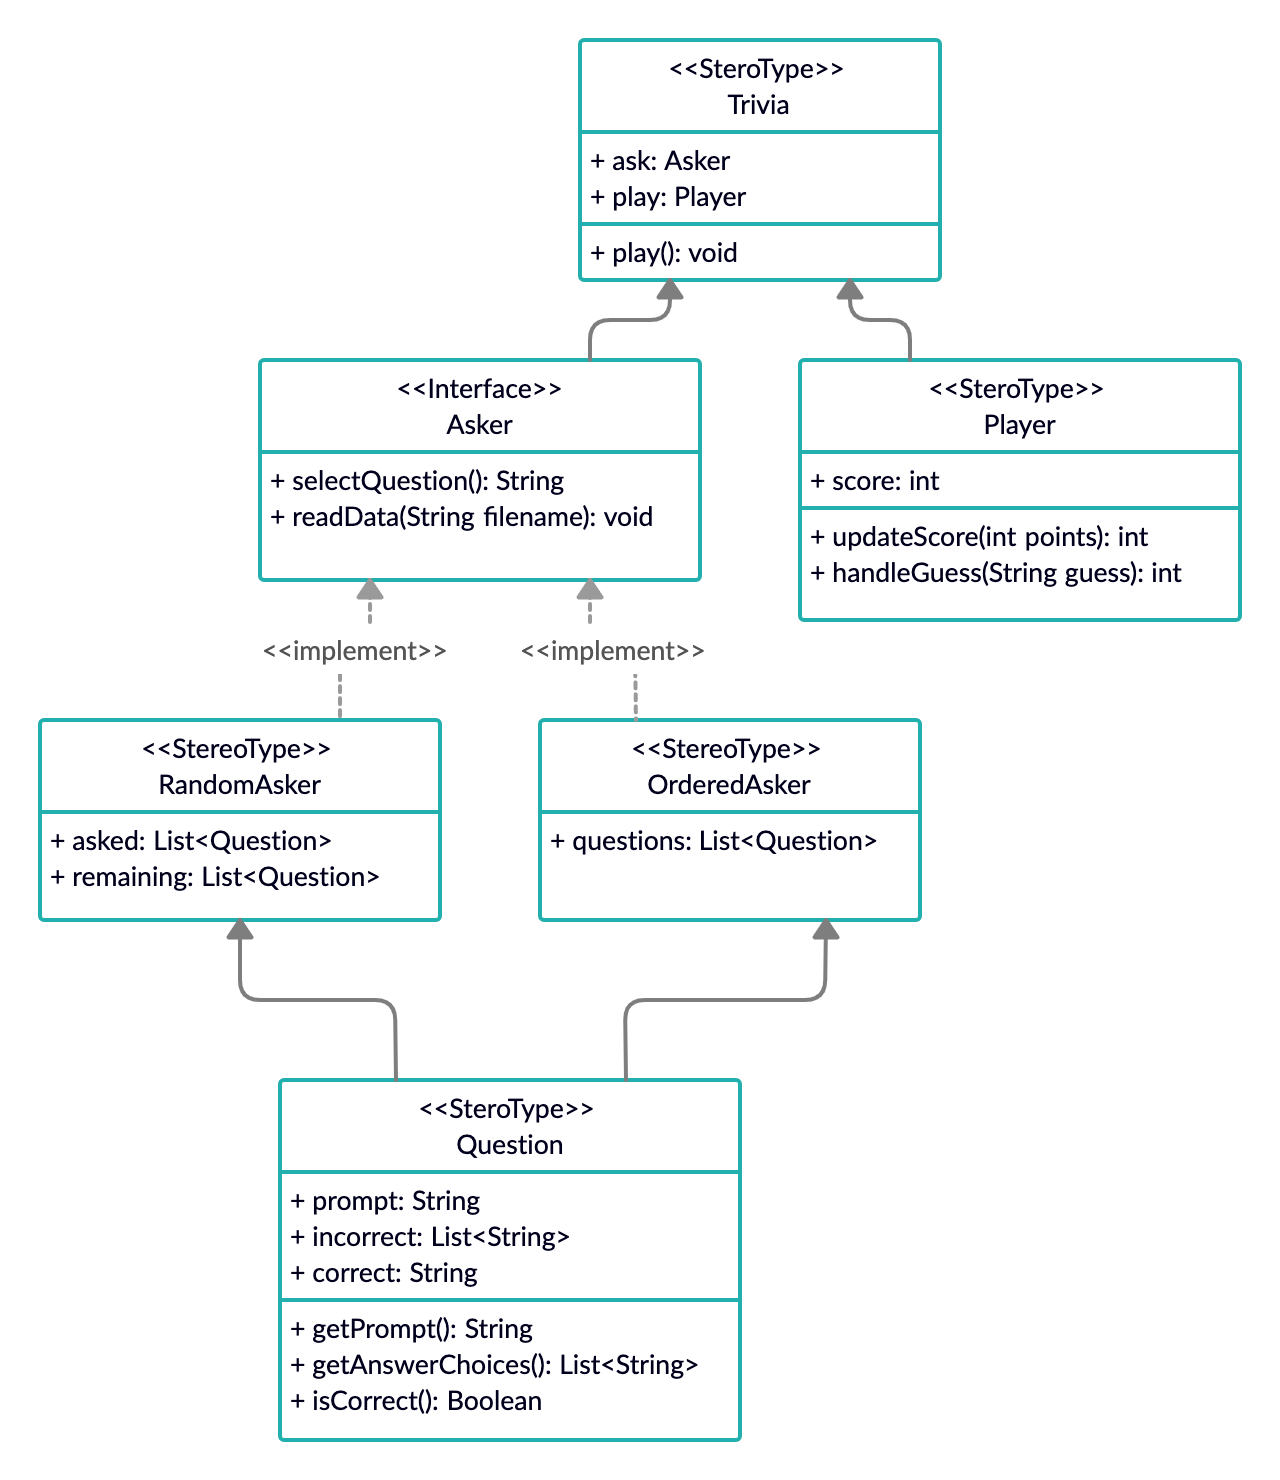 <<SteroType>>
Trivia
+ ask: Asker
+ play: Player
+ play(): void
<<Interface>>
Asker
+ selectQuestion(): String
+ readData(String filename): void
<<SteroType>>
Player
+ score: int
+ updateScore(int points): int
+ handleGuess(String guess): int
<<implement>>
<<implement>>
<<StereoType>>
RandomAsker
+ asked: List<Question>
+ remaining: List<Question>
<<StereoType>>
OrderedAsker
+ questions: List<Question>
<<SteroType>>
Question
+ prompt: String
+ incorrect: List<String>
+ correct: String
+ getPrompt(): String
+ getAnswerChoices(): List<String>
+ isCorrect(): Boolean